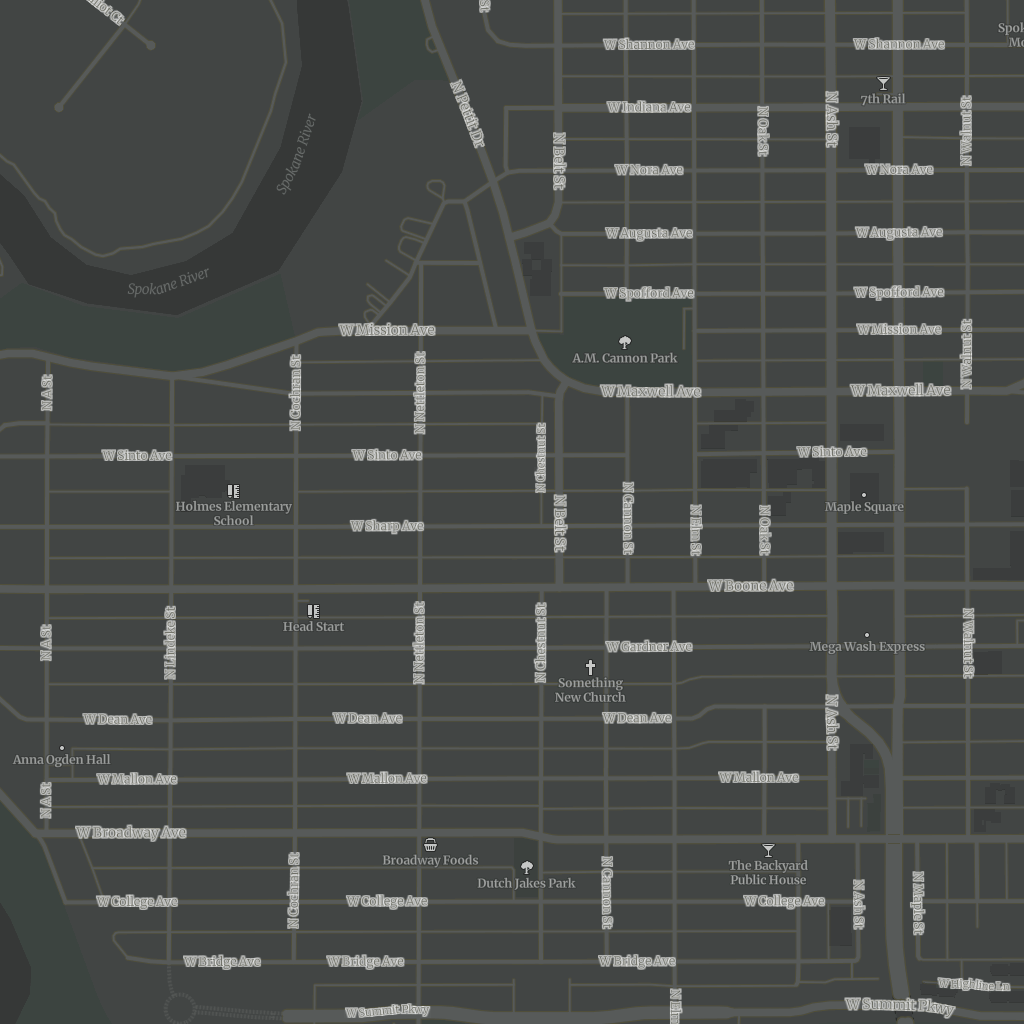 St
W Shannon Ave
W Shannon Ave
Spok
Mo
N Pettit Dr
W Indiana Ave
7th Rail
N Oak St
N Ash St
N Walnut St
Spokane River
N Belt St
W Nora Ave
W Nora Ave
W Augusta Ave
W Augusta Ave
Spokane River
W Spofford Ave
W Spofford Ave
W Mission Ave
W Mission Ave
N Walnut St
A.M. Cannon Park
N A St
N Cochran St
N Nettleton St
W Maxwell Ave
W Maxwell Ave
W Sinto Ave
W Sinto Ave
N Chestnut St
W Sinto Ave
Holmes Elementary
School
Maple Square
W Sharp Ave
N Belt St
N Cannon St
N Elm St
N Oak St
W Boone Ave
Head Start
N A St
N Lindeke St
N Nettleton St
N Chestnut St
W Gardner Ave
Mega Wash Express
N Walnut St
Something
New Church
W Dean Ave
W Dean Ave
W Dean Ave
N Ash St
Anna Ogden Hall
W Mallon Ave
W Mallon Ave
W Mallon Ave
N A St
W Broadway Ave
Broadway Foods
Dutch Jakes Park
The Backyard
Public House
N Cochran St
N Cannon St
W College Ave
W College Ave
W College Ave
N Ash St
N Maple St
W Bridge Ave
W Bridge Ave
W Bridge Ave
W Highline Ln
W Summit Pkwy
N Elm
W Summit Pkwy